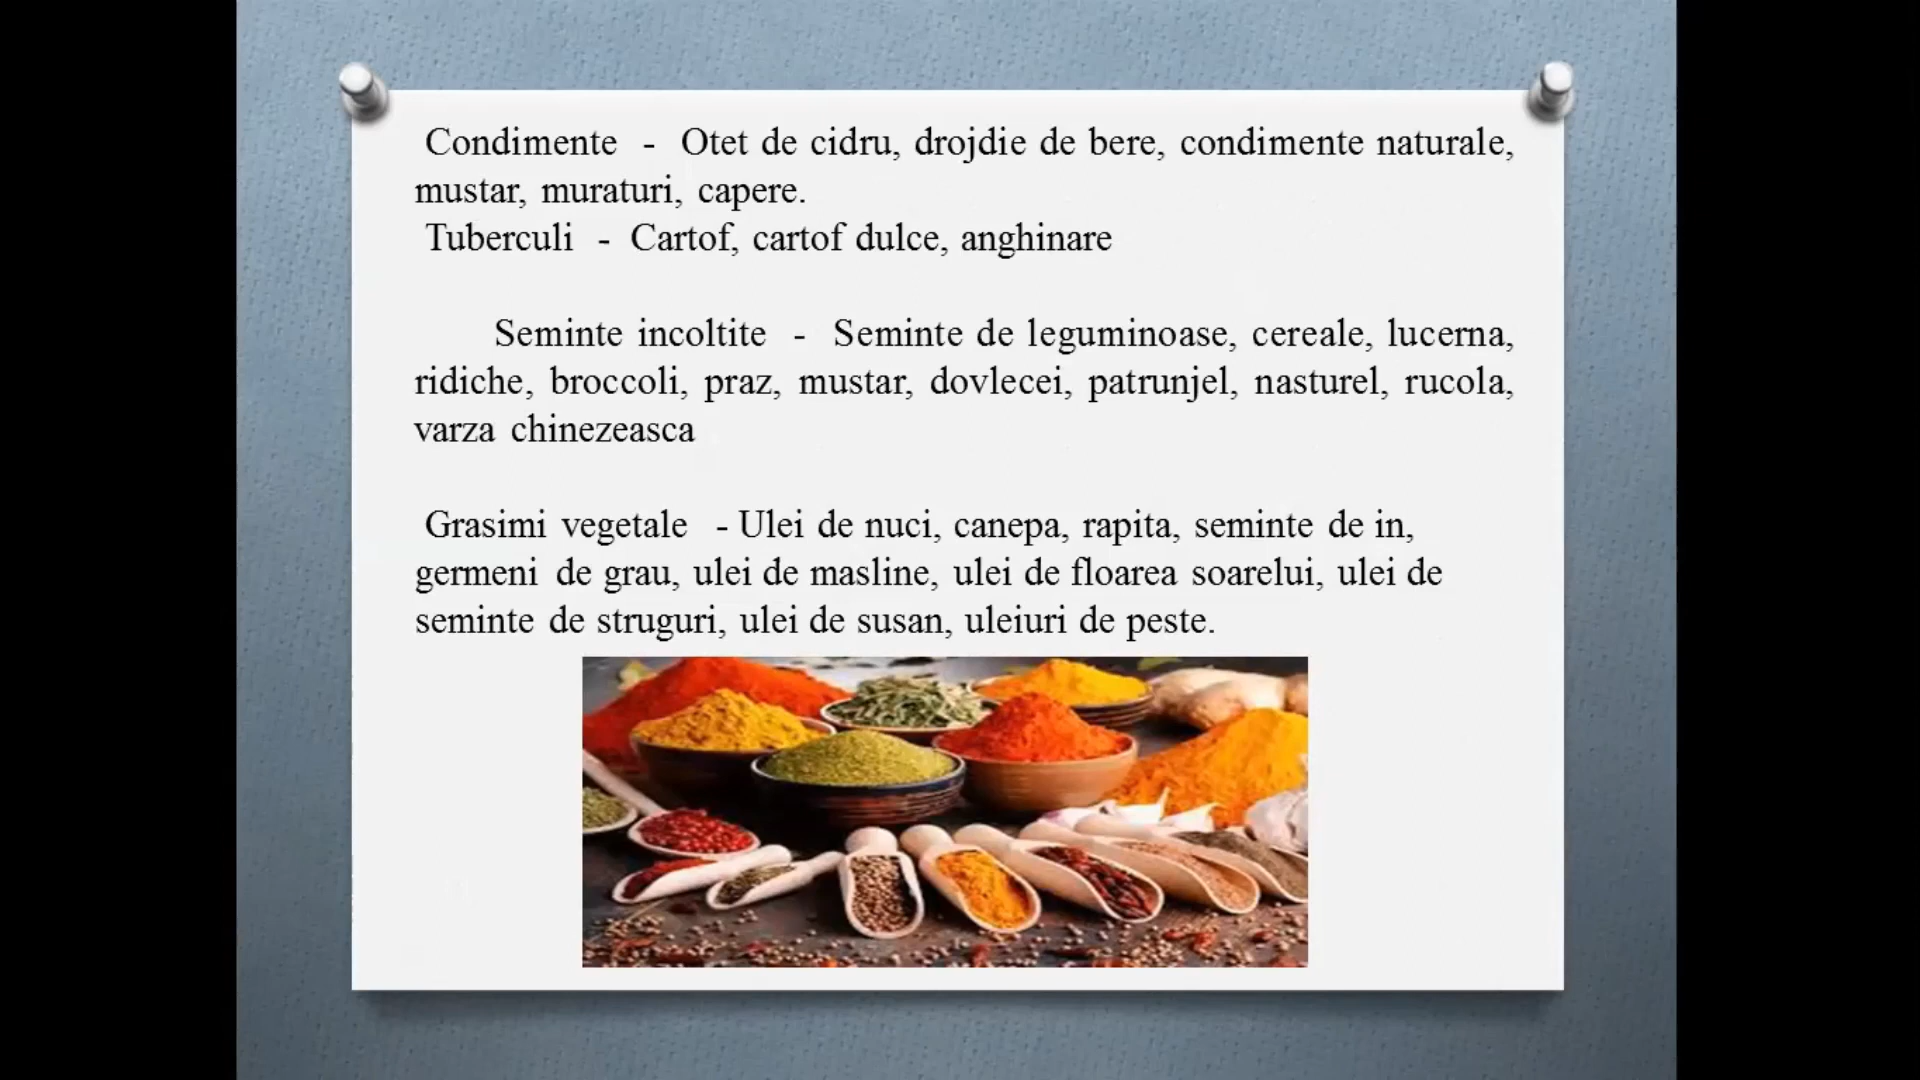 Condimente - Otet de cidru, drojdie de bere, condimente naturale,
mustar, muraturi, capere.
Tuberculi - Cartof, cartof dulce, anghinare
Seminte incoltite - Seminte de leguminoase, cereale, lucerna,
ridiche, broccoli, praz, mustar, dovlecei, patrunjel, nasturel, rucola,
varza chinezeasca
Grasimi vegetale - Ulei de nuci, canepa, rapita, seminte de in,
germeni de grau, ulei de masline, ulei de floarea soarelui, ulei de
seminte de struguri, ulei de susan, uleiuri de peste.